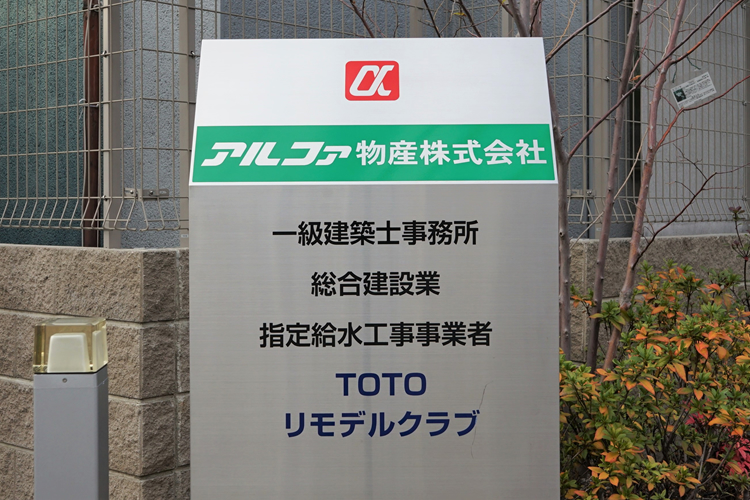 α
アルファ物産株式会社
一級建築士事務所
総合建設業
指定給水工事事業者
TOTO
リモデルクラブ